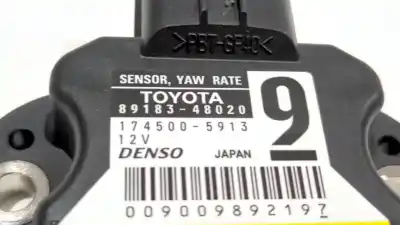 >PBT-GF40<
SENSOR, YAW RATE
TOYOTA
89183-48020
9
174500-5913
12V
DENSO JAPAN
009009892197